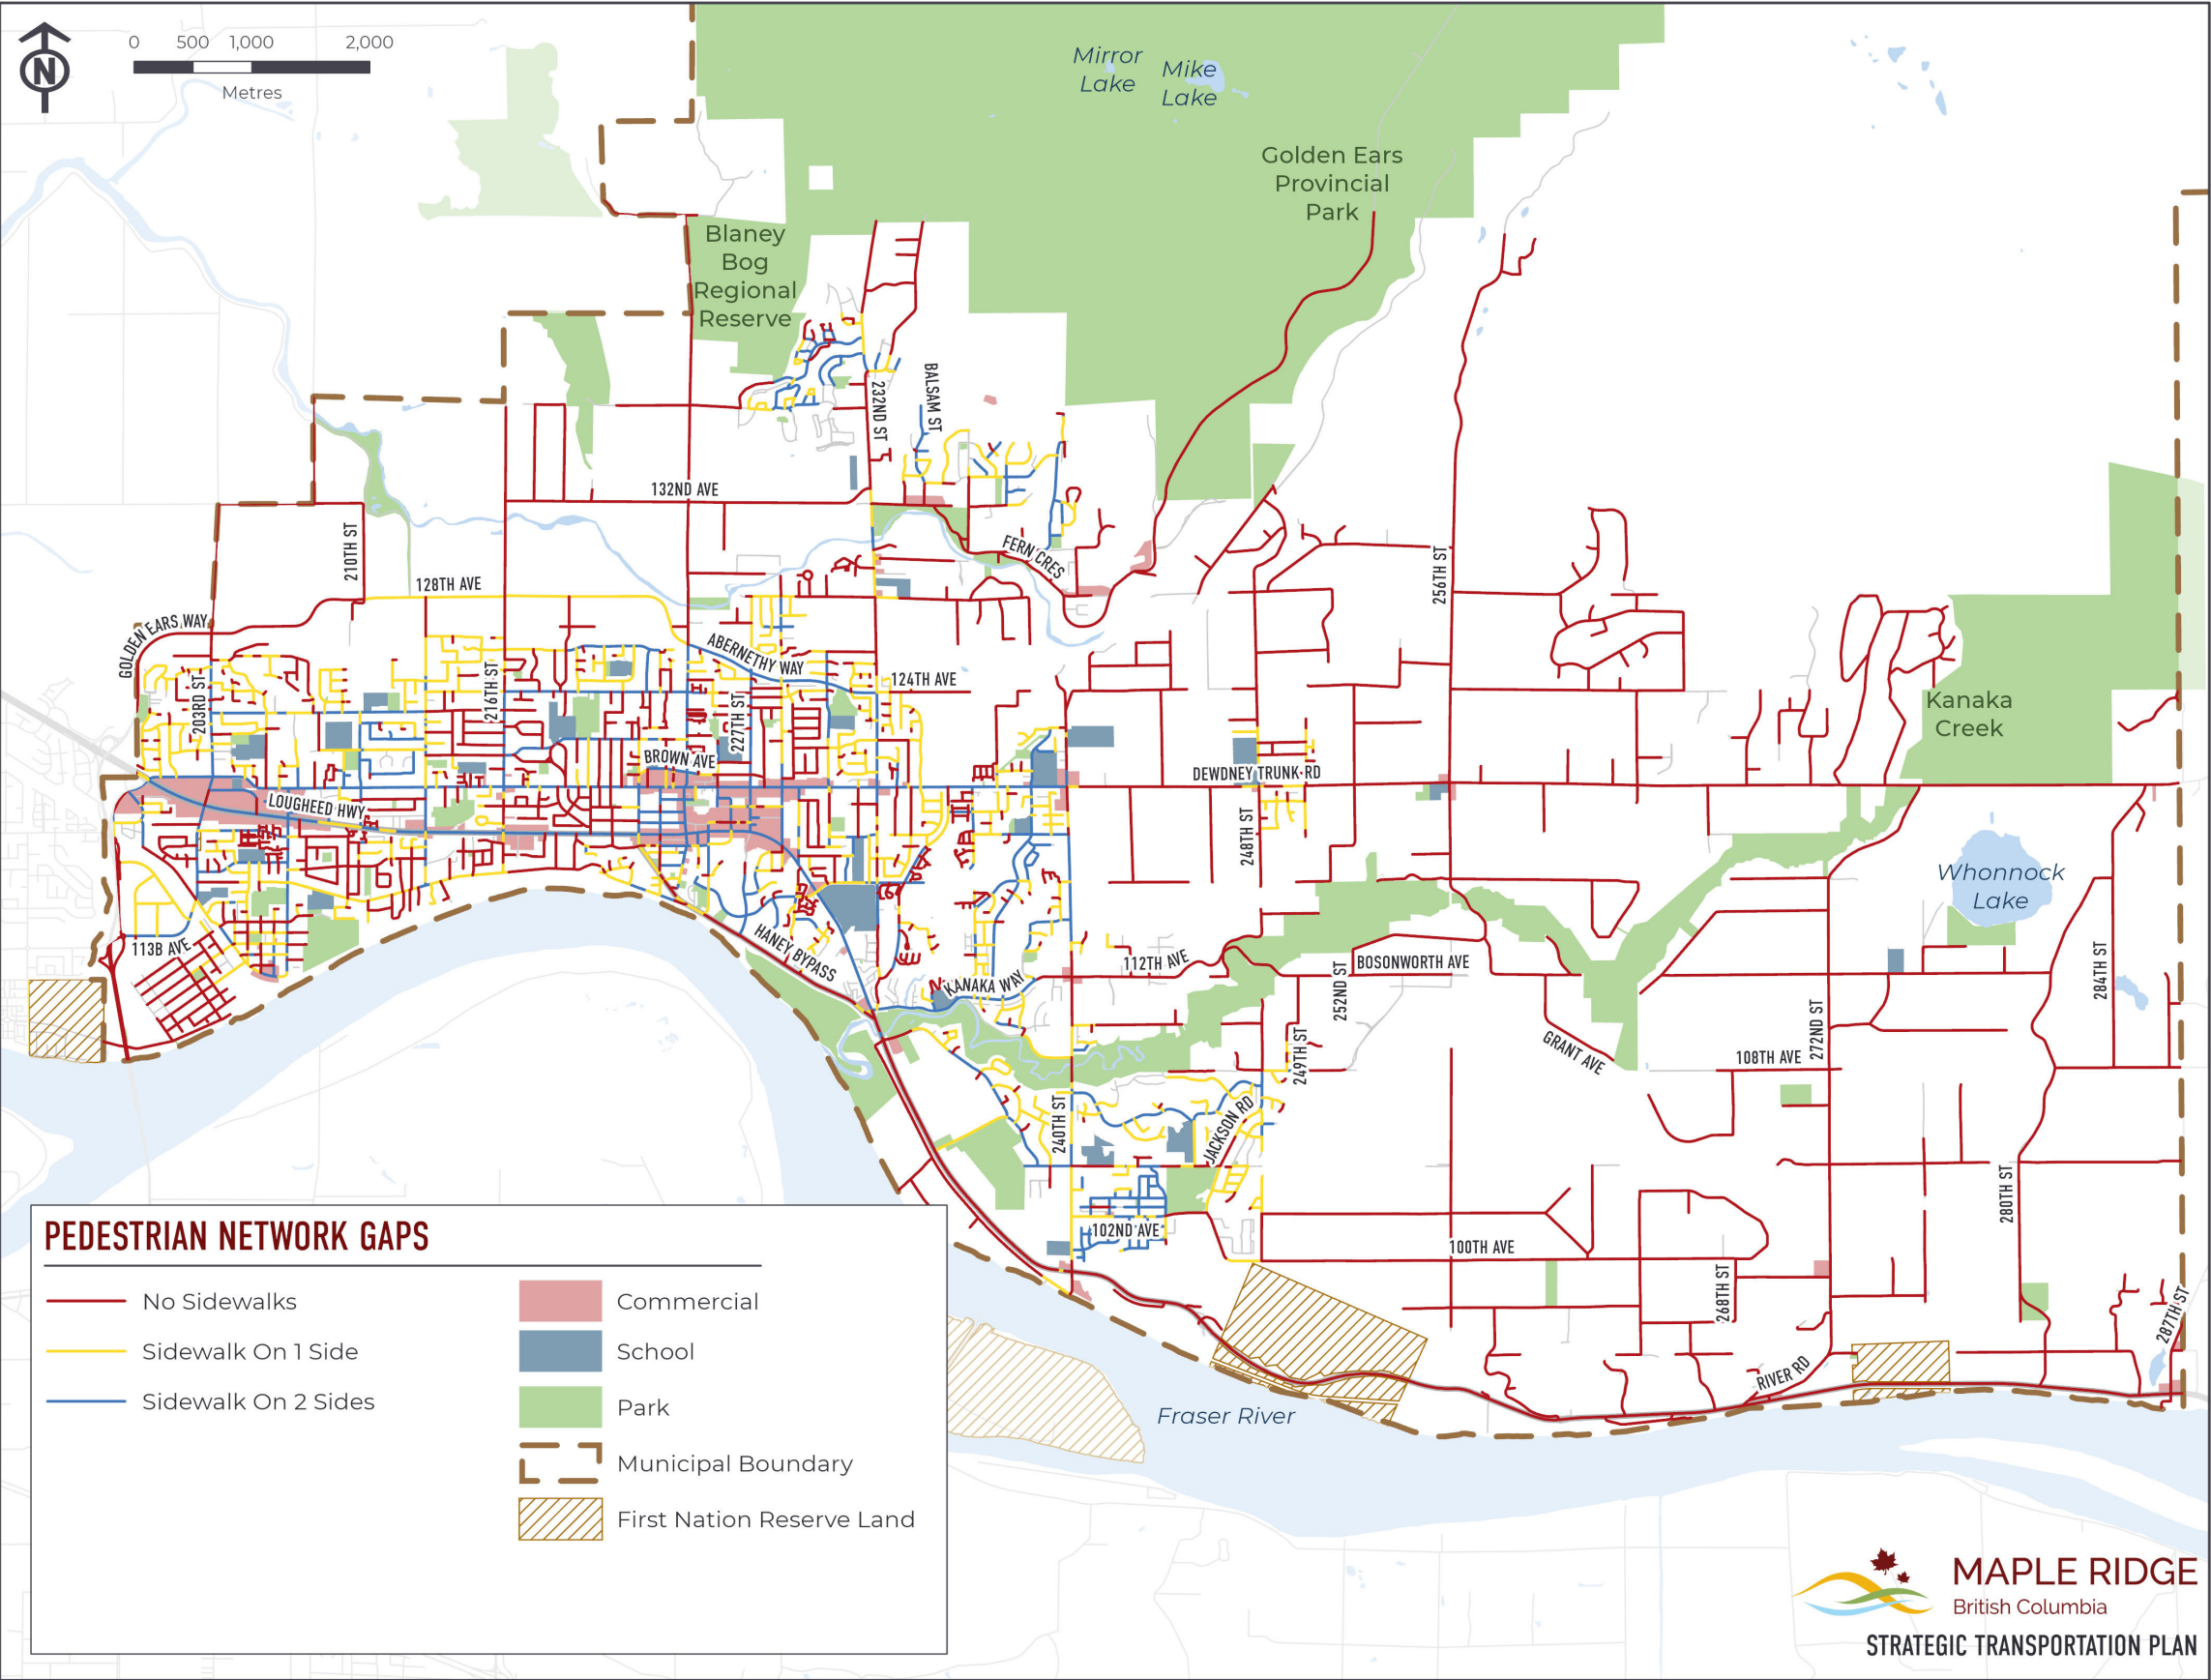 0 500 1,000 2,000
N
Metres
Mirror
Lake
Mike
Lake
Golden Ears
Provincial
Park
Blaney
Bog
Regional
Reserve
BALSAM ST
232ND ST
132ND AVE
210TH ST
FERN CRES
256TH ST
128TH AVE
GOLDEN EARS WAY
ABERNETHY WAY
124TH AVE
203RD ST
216TH ST
227TH ST
Kanaka
Creek
BROWN AVE
DEWDNEY TRUNK RD
LOUGHEED HWY
248TH ST
Whonnock
Lake
113B AVE
HANEY BYPASS
112TH AVE
BOSONWORTH AVE
284TH ST
KANAKA WAY
252ND ST
272ND ST
249TH ST
GRANT AVE
108TH AVE
240TH ST
JACKSON RD
280TH ST
102ND AVE
100TH AVE
268TH ST
287TH ST
RIVER RD
Fraser River
PEDESTRIAN NETWORK GAPS
No Sidewalks
Sidewalk On 1 Side
Sidewalk On 2 Sides
Commercial
School
Park
Municipal Boundary
First Nation Reserve Land
MAPLE RIDGE
British Columbia
STRATEGIC TRANSPORTATION PLAN